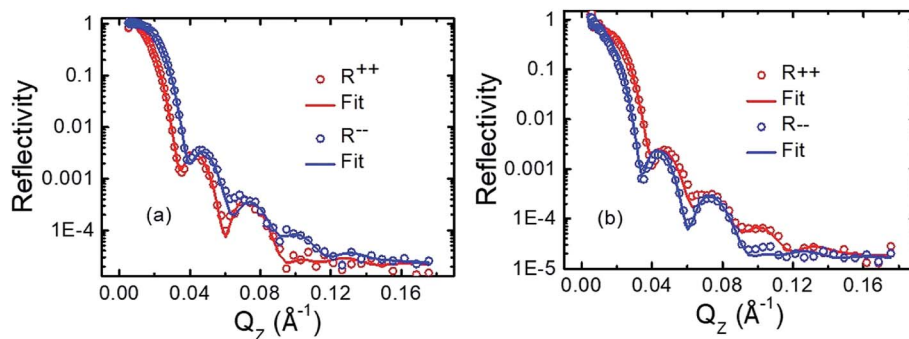 1
0.1
0.01
0.001
1E-4
Reflectivity
R⁺⁺
Fit
R⁻⁻
Fit
(a)
0.00 0.04 0.08 0.12 0.16
Q_Z (Å⁻¹)
1
0.1
0.01
0.001
1E-4
1E-5
Reflectivity
R++
Fit
R--
Fit
(b)
0.00 0.04 0.08 0.12 0.16
Q_Z (Å⁻¹)